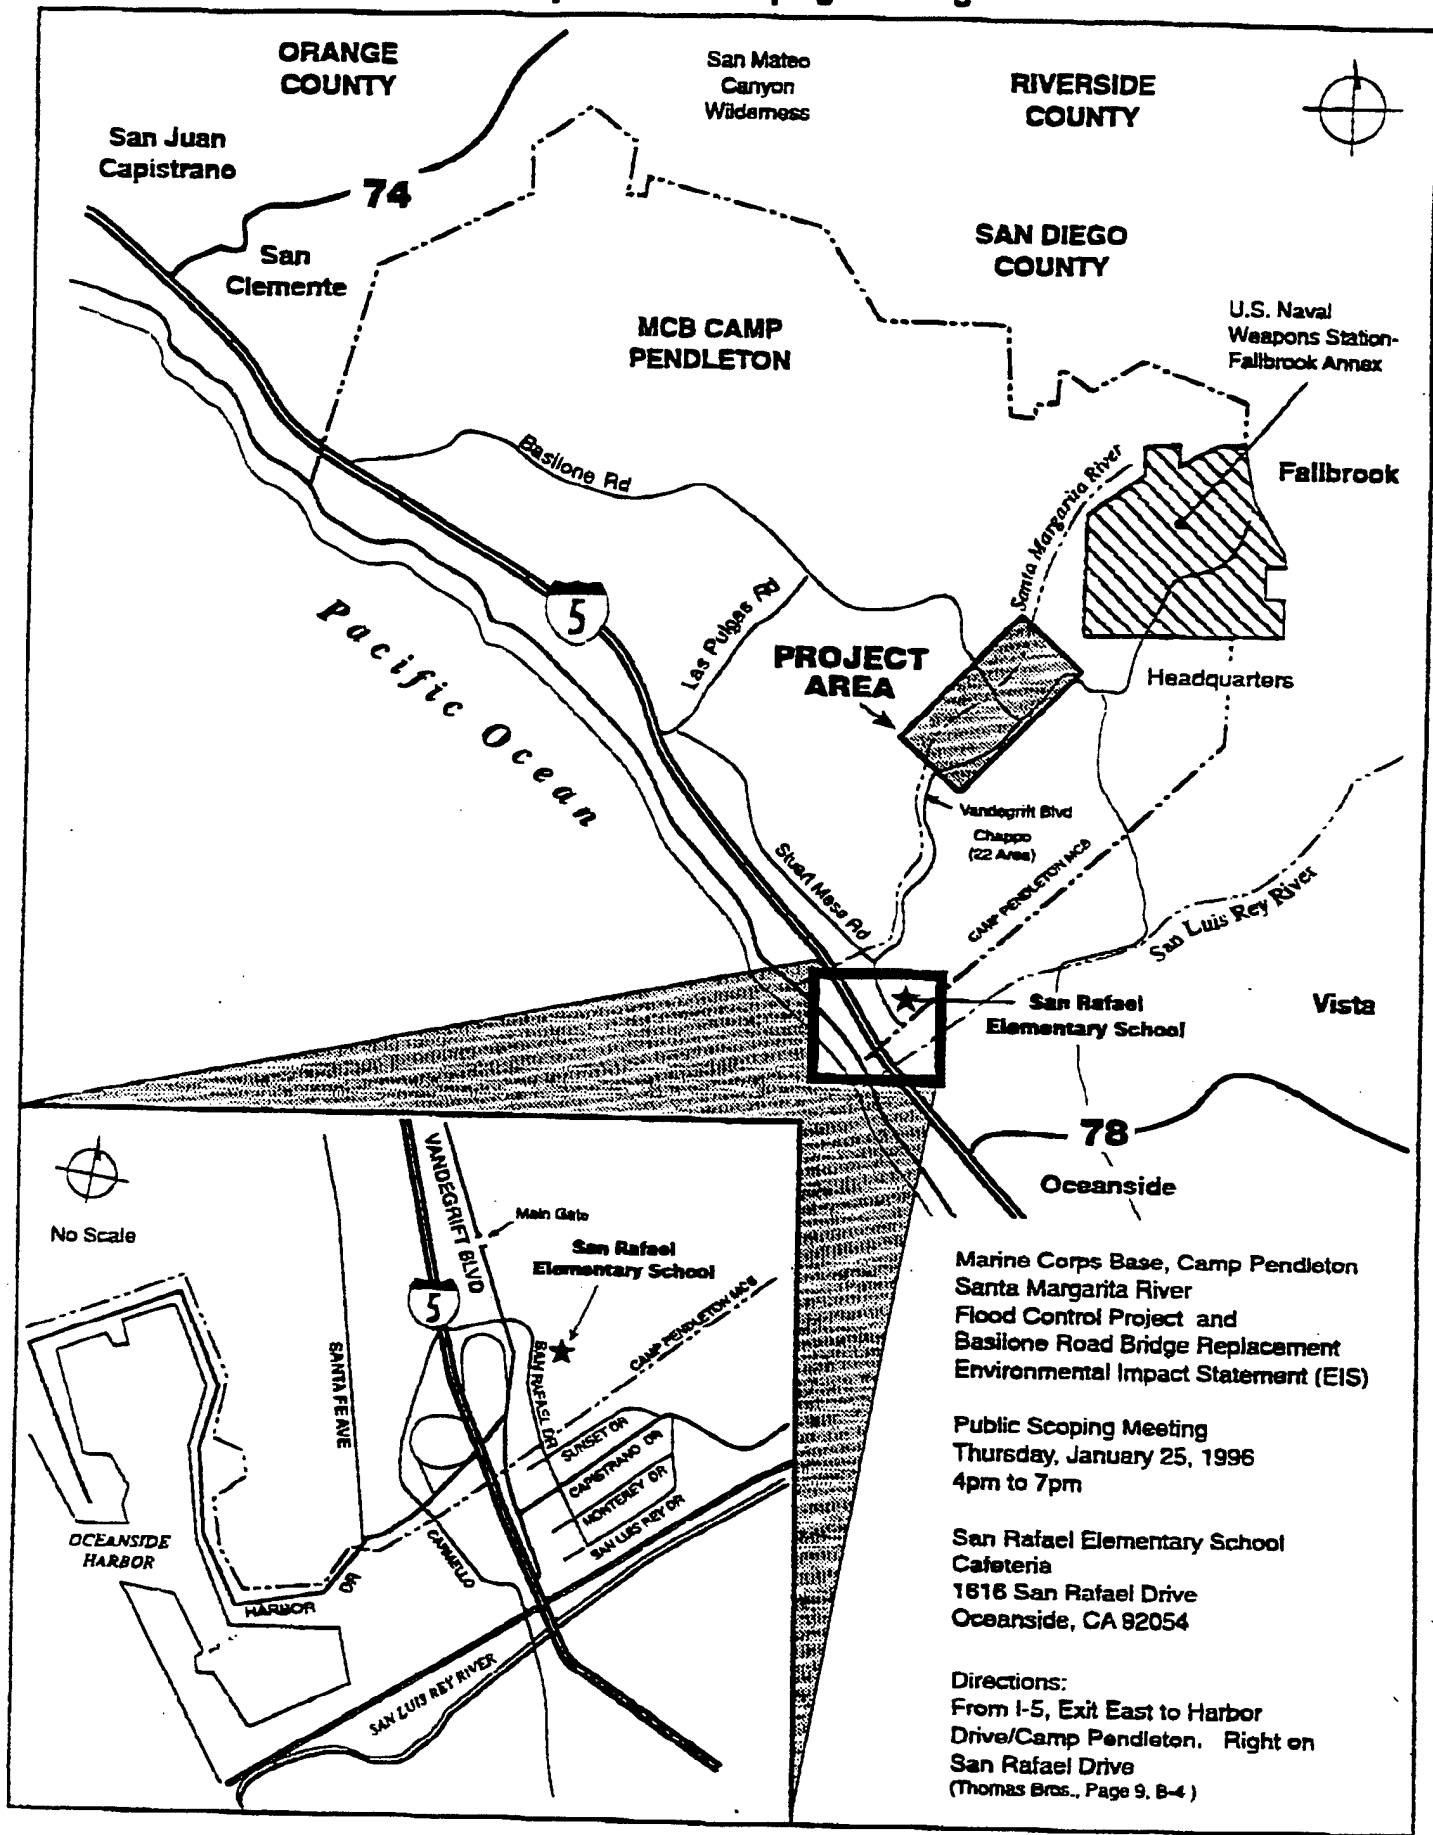 ORANGE
COUNTY
San Mateo
Canyon
Wilderness
RIVERSIDE
COUNTY
San Juan
Capistrano
74
San
Clemente
SAN DIEGO
COUNTY
MCB CAMP
PENDLETON
U.S. Naval
Weapons Station-
Fallbrook Annex
Basilone Rd
Santa Margarita River
Fallbrook
Pacific Ocean
5
Las Pulgas Rd
PROJECT
AREA
Headquarters
Vandegrift Blvd
Chappo
(22 Area)
Stuart Mesa Rd
CAMP PENDLETON MCB
San Luis Rey River
San Rafael
Elementary School
Vista
78
Oceanside
No Scale
VANDEGRIFT BLVD
Main Gate
San Rafael
Elementary School
5
SANTA FE AVE
SAN RAFAEL DR
CAMP PENDLETON MCB
SUNSET DR
CAPISTRANO DR
MONTEREY DR
SAN LUIS REY DR
OCEANSIDE
HARBOR
HARBOR DR
SAN LUIS REY RIVER
Marine Corps Base, Camp Pendleton
Santa Margarita River
Flood Control Project and
Basilone Road Bridge Replacement
Environmental Impact Statement (EIS)
Public Scoping Meeting
Thursday, January 25, 1996
4pm to 7pm
San Rafael Elementary School
Cafeteria
1616 San Rafael Drive
Oceanside, CA 92054
Directions:
From I-5, Exit East to Harbor
Drive/Camp Pendleton. Right on
San Rafael Drive
(Thomas Bros., Page 9, B-4 )